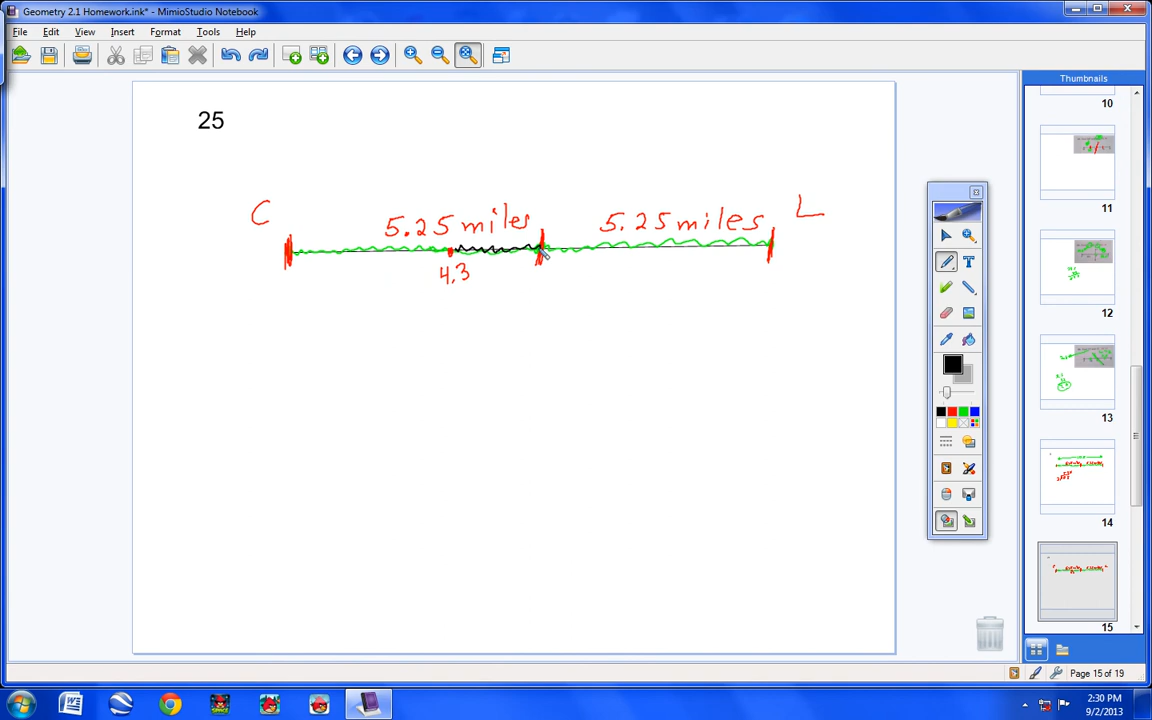 Geometry 2.1 Homework.ink* - MimioStudio Notebook
File Edit View Insert Format Tools Help
Thumbnails
25
C 5.25 miles 5.25 miles L
4.3
10
11
12
13
14
15
Page 15 of 19
2:30 PM
9/2/2013